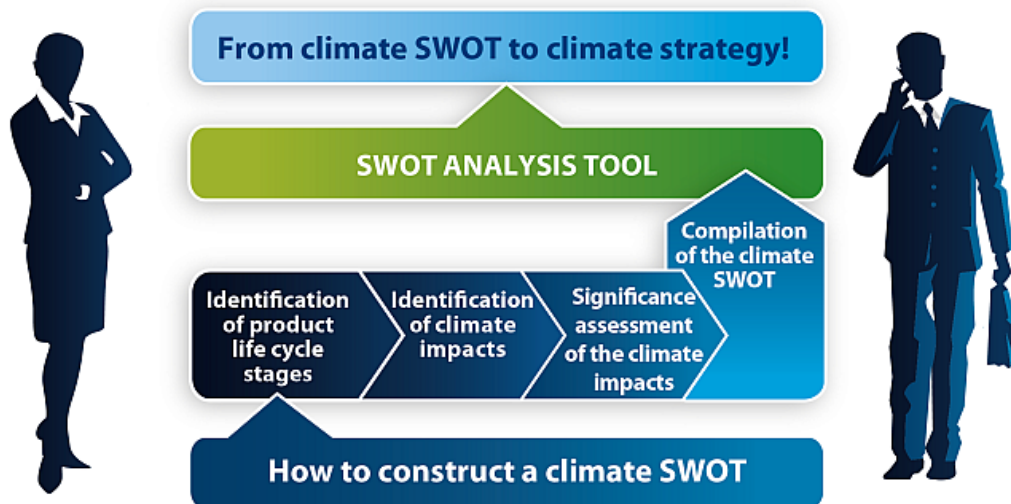 From climate SWOT to climate strategy!
SWOT ANALYSIS TOOL
Compilation
of the climate
SWOT
Identification
of product
life cycle
stages
Identification
of climate
impacts
Significance
assessment
of the climate
impacts
How to construct a climate SWOT